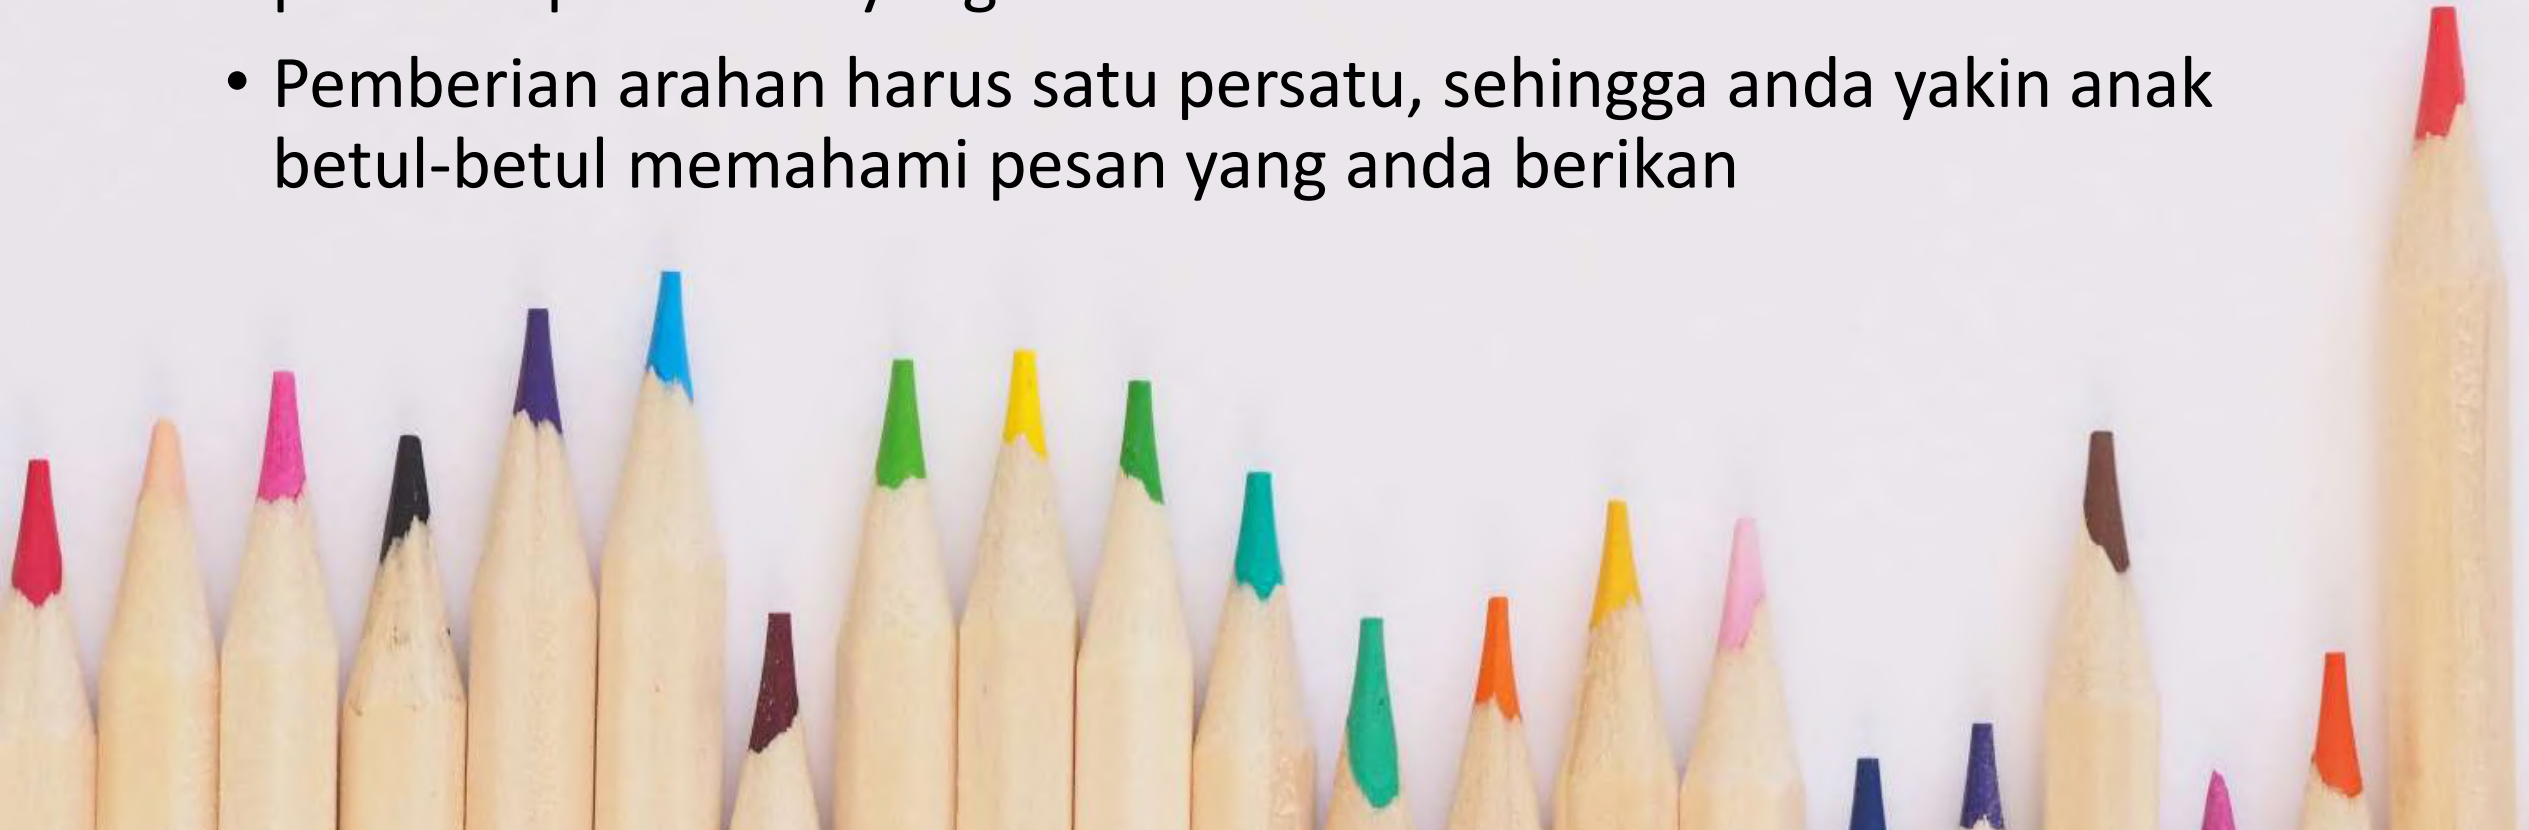 • Pemberian arahan harus satu persatu, sehingga anda yakin anak
betul-betul memahami pesan yang anda berikan